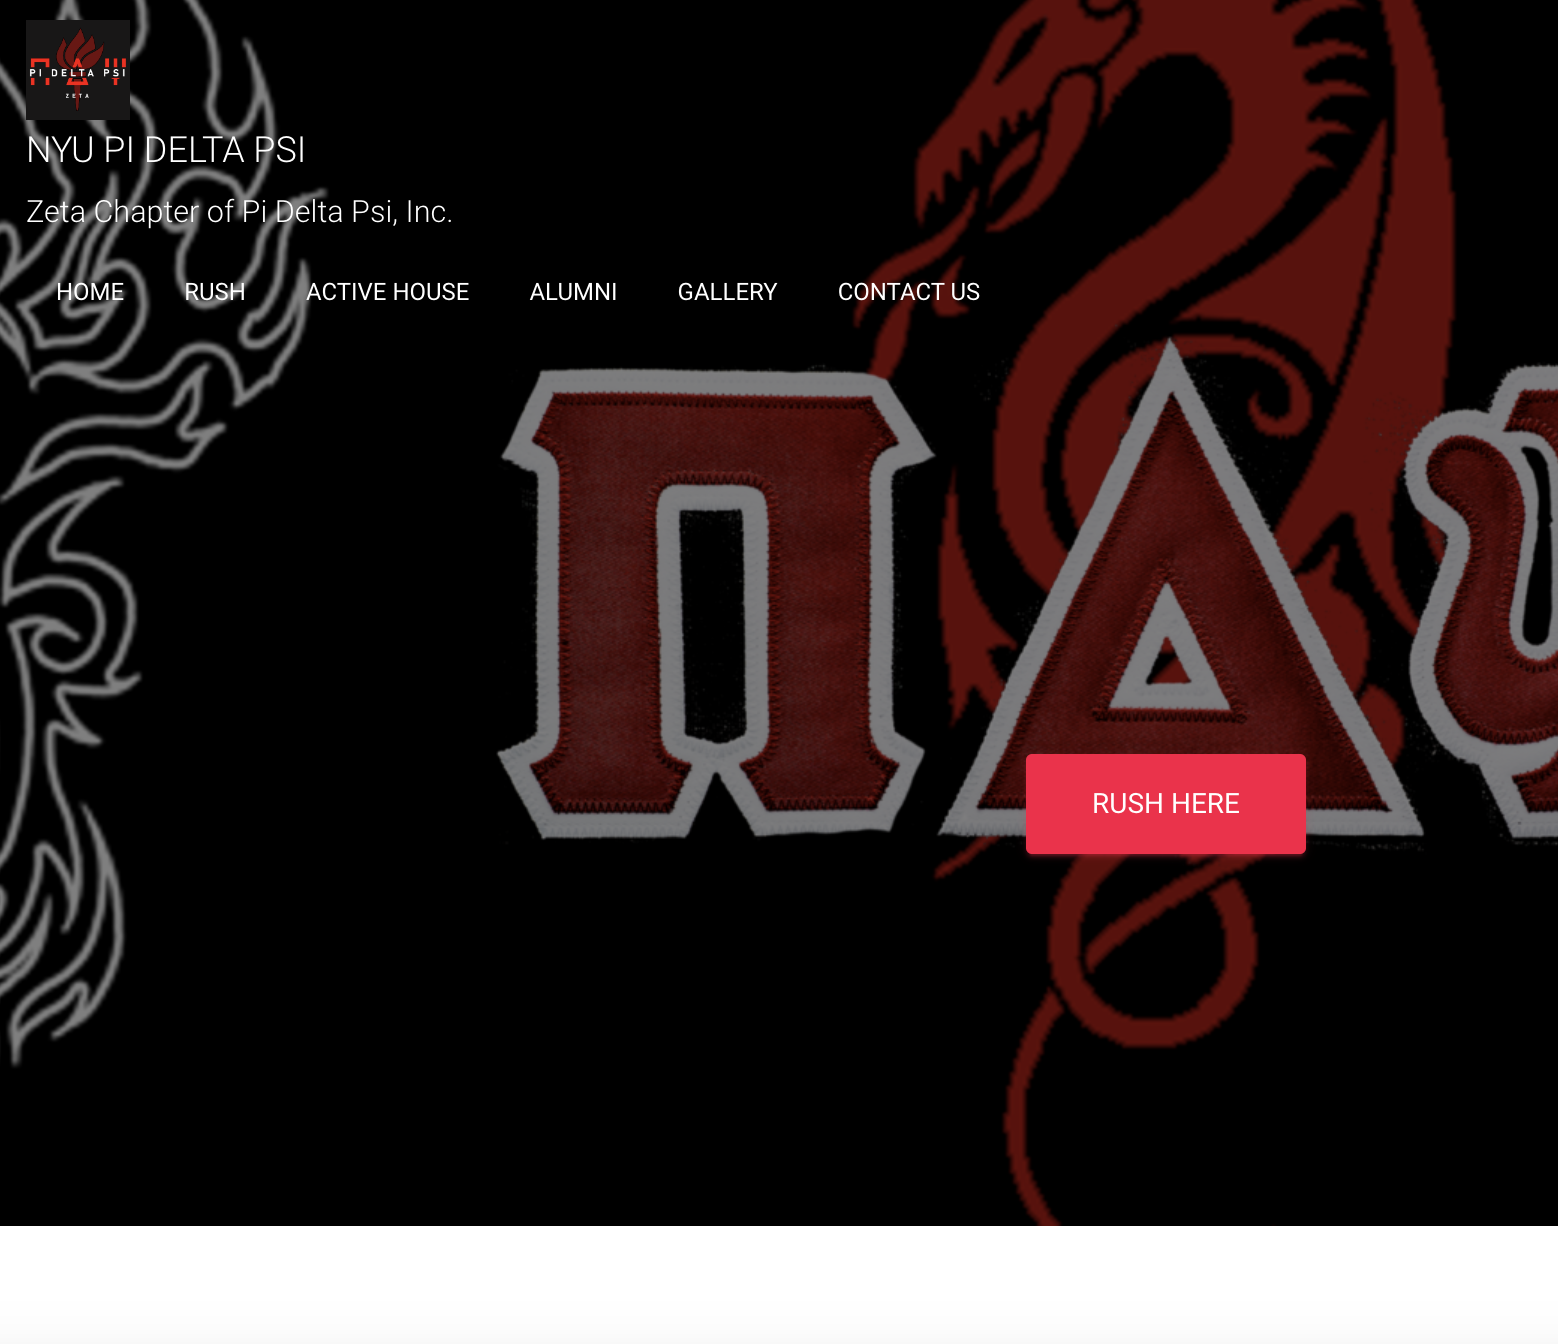 PI DELTA PSI
ZETA
NYU PI DELTA PSI
Zeta Chapter of Pi Delta Psi, Inc.
HOME RUSH ACTIVE HOUSE ALUMNI GALLERY CONTACT US
ΠΔΨ
RUSH HERE